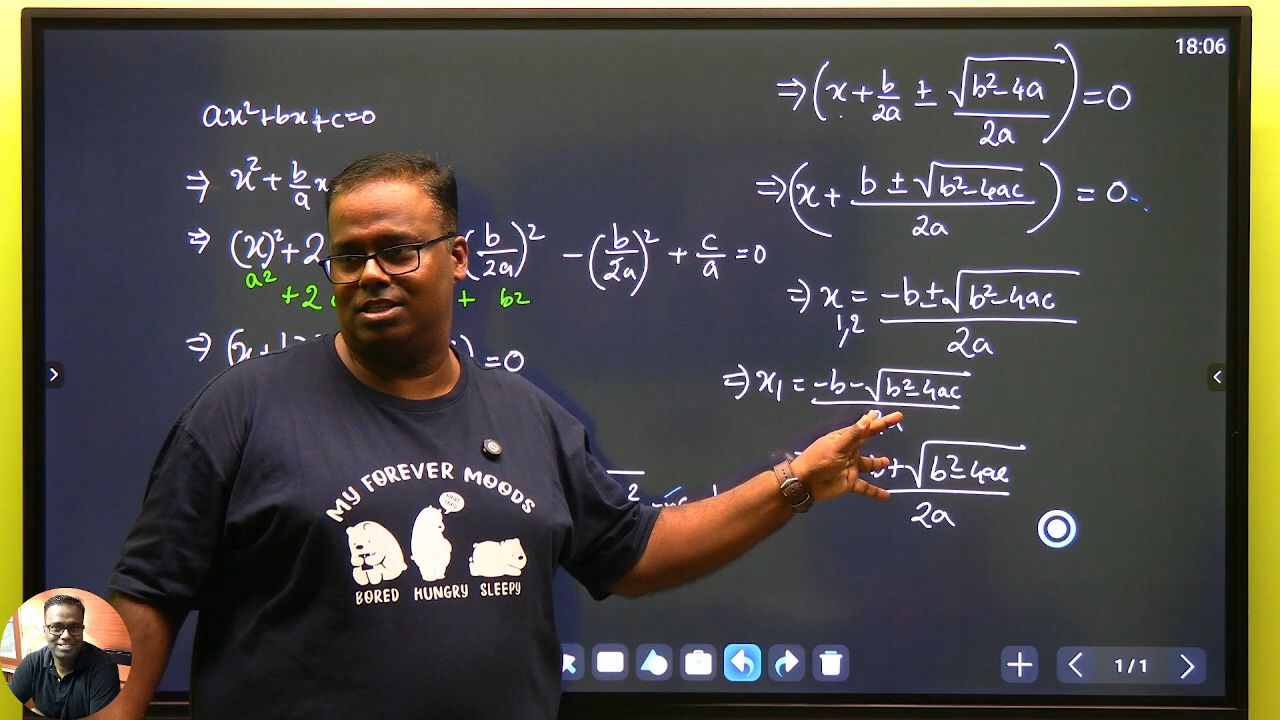 ax²+bx+c=0
⇒ x² + b/a x
⇒ (x)² + 2 (b/2a)² - (b/2a)² + c/a = 0
a² + 2 + b²
⇒ (x + ) = 0
18:06
⇒ (x + b/2a ± √(b²-4a)/2a) = 0
⇒ (x + (b ± √(b²-4ac))/2a) = 0
⇒ x₁,₂ = (-b ± √(b²-4ac))/2a
⇒ x₁ = (-b - √(b²-4ac))/
+ √(b²-4ac)/2a
MY FOREVER MOODS
BORED HUNGRY SLEEPY
1/1